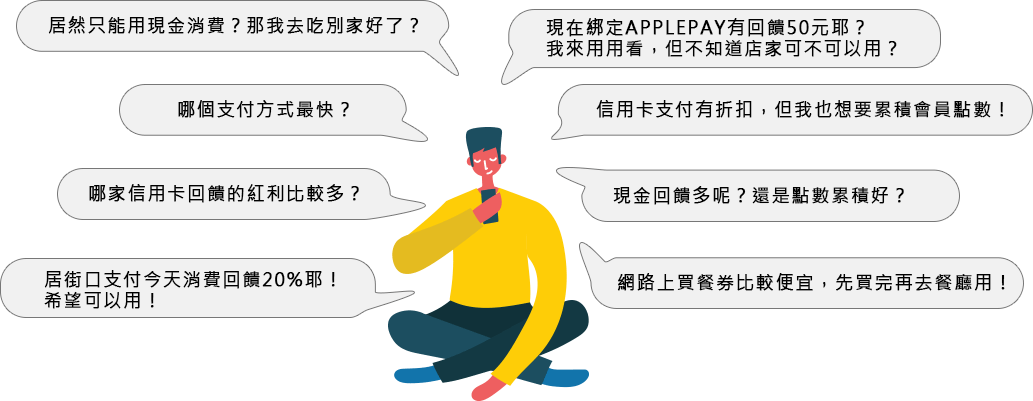 居然只能用現金消費？那我去吃別家好了？
現在綁定APPLEPAY有回饋50元耶？
我來用用看，但不知道店家可不可以用？
哪個支付方式最快？
信用卡支付有折扣，但我也想要累積會員點數！
哪家信用卡回饋的紅利比較多？
現金回饋多呢？還是點數累積好？
居街口支付今天消費回饋20%耶！
希望可以用！
網路上買餐券比較便宜，先買完再去餐廳用！